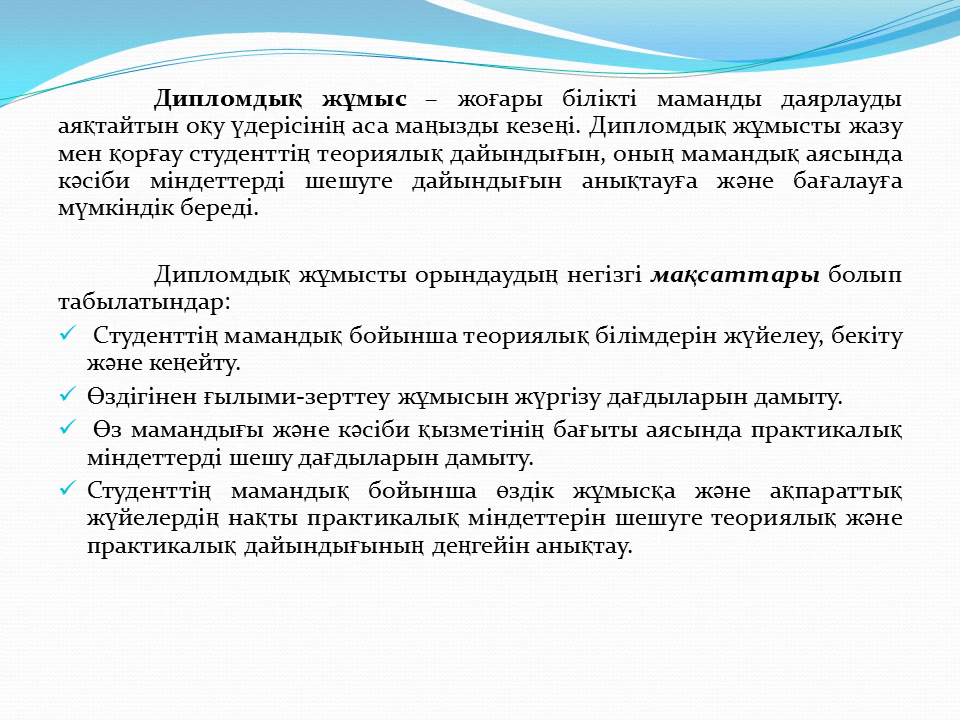 Дипломдық жұмыс – жоғары білікті маманды даярлауды
аяқтайтын оқу үдерісінің аса маңызды кезеңі. Дипломдық жұмысты жазу
мен қорғау студенттің теориялық дайындығын, оның мамандық аясында
кәсіби міндеттерді шешуге дайындығын анықтауға және бағалауға
мүмкіндік береді.
Дипломдық жұмысты орындаудың негізгі мақсаттары болып
табылатындар:
✓ Студенттің мамандық бойынша теориялық білімдерін жүйелеу, бекіту
және кеңейту.
✓ Өздігінен ғылыми-зерттеу жұмысын жүргізу дағдыларын дамыту.
✓ Өз мамандығы және кәсіби қызметінің бағыты аясында практикалық
міндеттерді шешу дағдыларын дамыту.
✓ Студенттің мамандық бойынша өздік жұмысқа және ақпараттық
жүйелердің нақты практикалық міндеттерін шешуге теориялық және
практикалық дайындығының деңгейін анықтау.